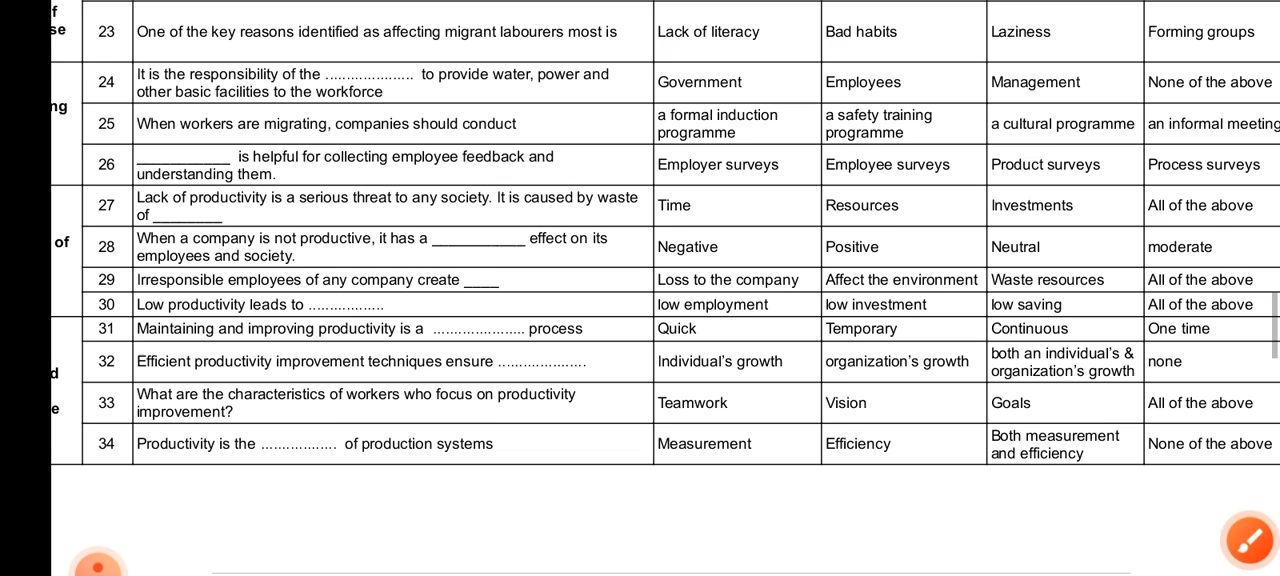 f
se
23 One of the key reasons identified as affecting migrant labourers most is Lack of literacy Bad habits Laziness Forming groups
ng
24 It is the responsibility of the ..................... to provide water, power and
other basic facilities to the workforce Government Employees Management None of the above
25 When workers are migrating, companies should conduct a formal induction
programme a safety training
programme a cultural programme an informal meeting
26 ___________ is helpful for collecting employee feedback and
understanding them. Employer surveys Employee surveys Product surveys Process surveys
of
27 Lack of productivity is a serious threat to any society. It is caused by waste
of ________ Time Resources Investments All of the above
28 When a company is not productive, it has a ___________ effect on its
employees and society. Negative Positive Neutral moderate
29 Irresponsible employees of any company create ____ Loss to the company Affect the environment Waste resources All of the above
30 Low productivity leads to .................. low employment low investment low saving All of the above
d
e
31 Maintaining and improving productivity is a ...................... process Quick Temporary Continuous One time
32 Efficient productivity improvement techniques ensure ..................... Individual's growth organization's growth both an individual's &
organization's growth none
33 What are the characteristics of workers who focus on productivity
improvement? Teamwork Vision Goals All of the above
34 Productivity is the .................. of production systems Measurement Efficiency Both measurement
and efficiency None of the above